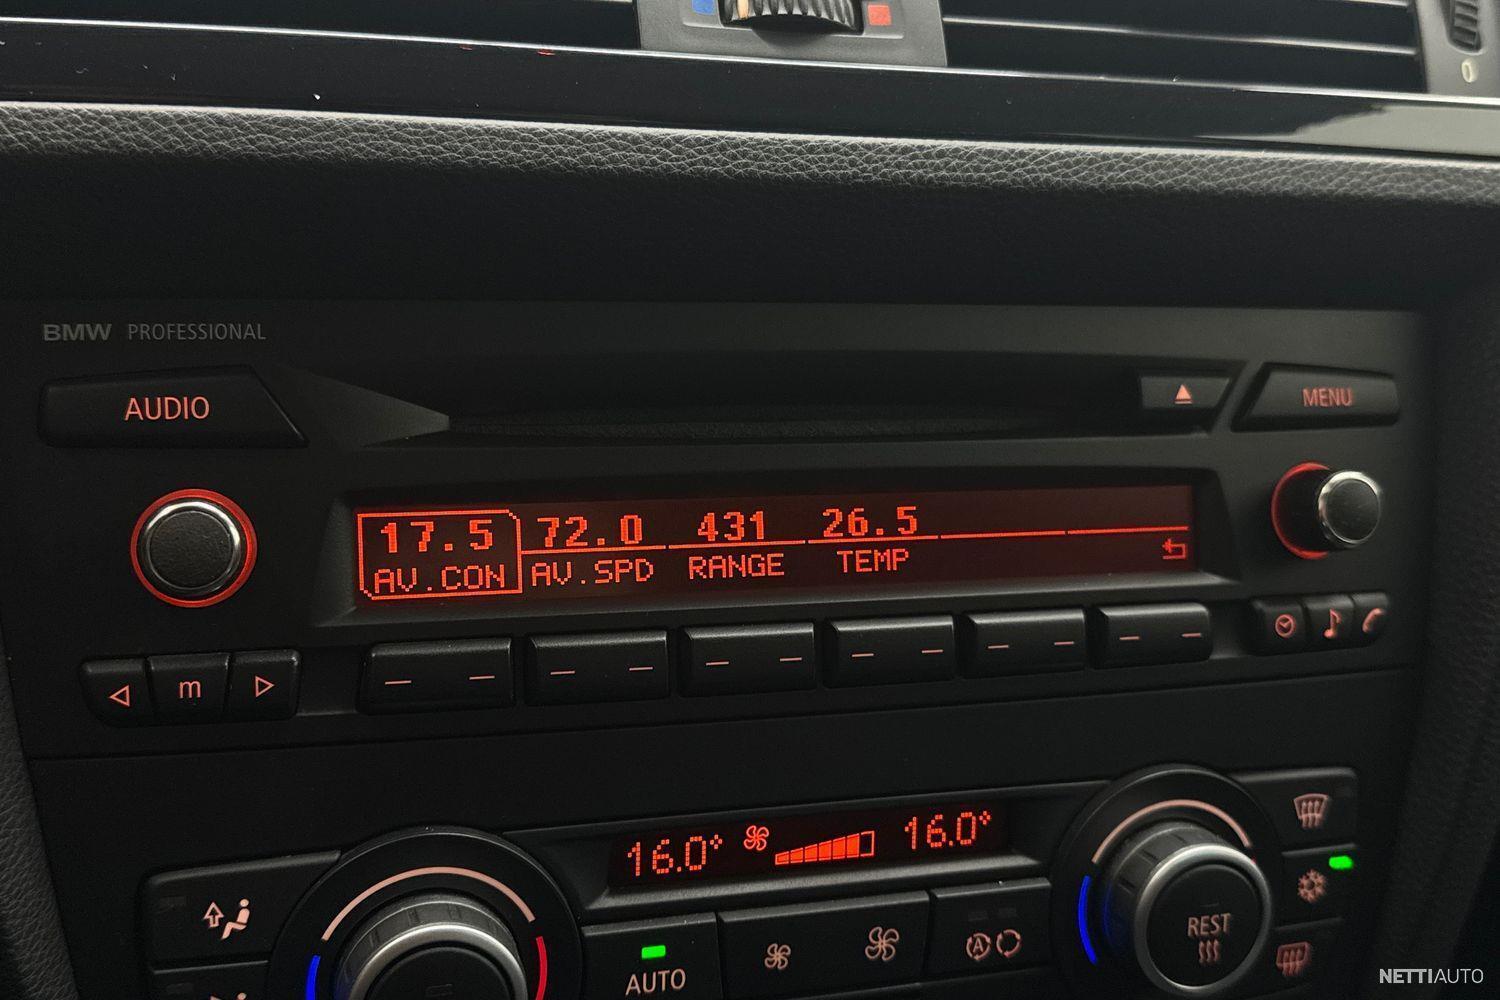 0
BMW PROFESSIONAL
AUDIO
MENU
17.5 72.0 431 26.5
AV.CON AV.SPD RANGE TEMP
m
16.0° 16.0°
REST
A
AUTO
NETTIAUTO